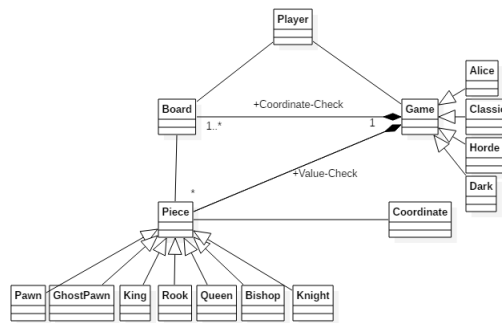 Player
Alice
+Coordinate-Check
Board
Game
Classic
1..*
1
Horde
+Value-Check
Dark
*
Piece
Coordinate
Pawn
GhostPawn
King
Rook
Queen
Bishop
Knight